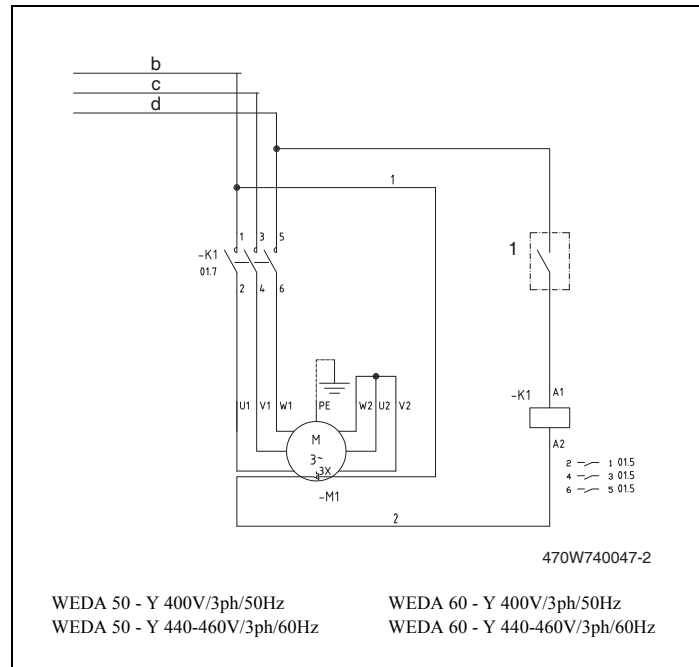 b
c
d
1
1 3 5
-K1
01.7
2 4 6
1
U1 V1 W1 PE W2 U2 V2
-K1 A1
M
3~
3X
A2
-M1
2 1 01.5
4 3 01.5
6 5 01.5
2
470W740047-2
WEDA 50 - Y 400V/3ph/50Hz WEDA 60 - Y 400V/3ph/50Hz
WEDA 50 - Y 440-460V/3ph/60Hz WEDA 60 - Y 440-460V/3ph/60Hz